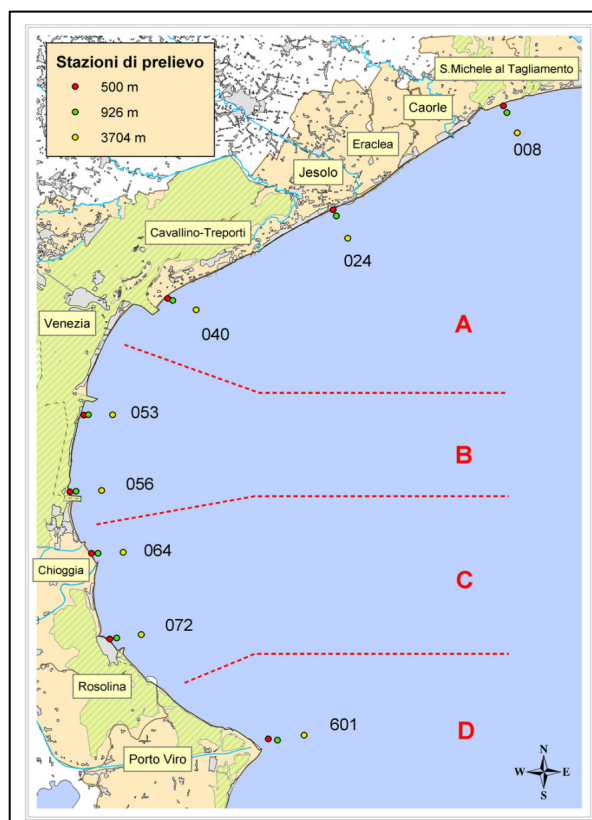 Stazioni di prelievo
500 m
926 m
3704 m
S.Michele al Tagliamento
Caorle
008
Eraclea
Jesolo
Cavallino-Treporti
024
040
Venezia
A
053
B
056
064
C
Chioggia
072
Rosolina
601
D
Porto Viro
N
W E
S